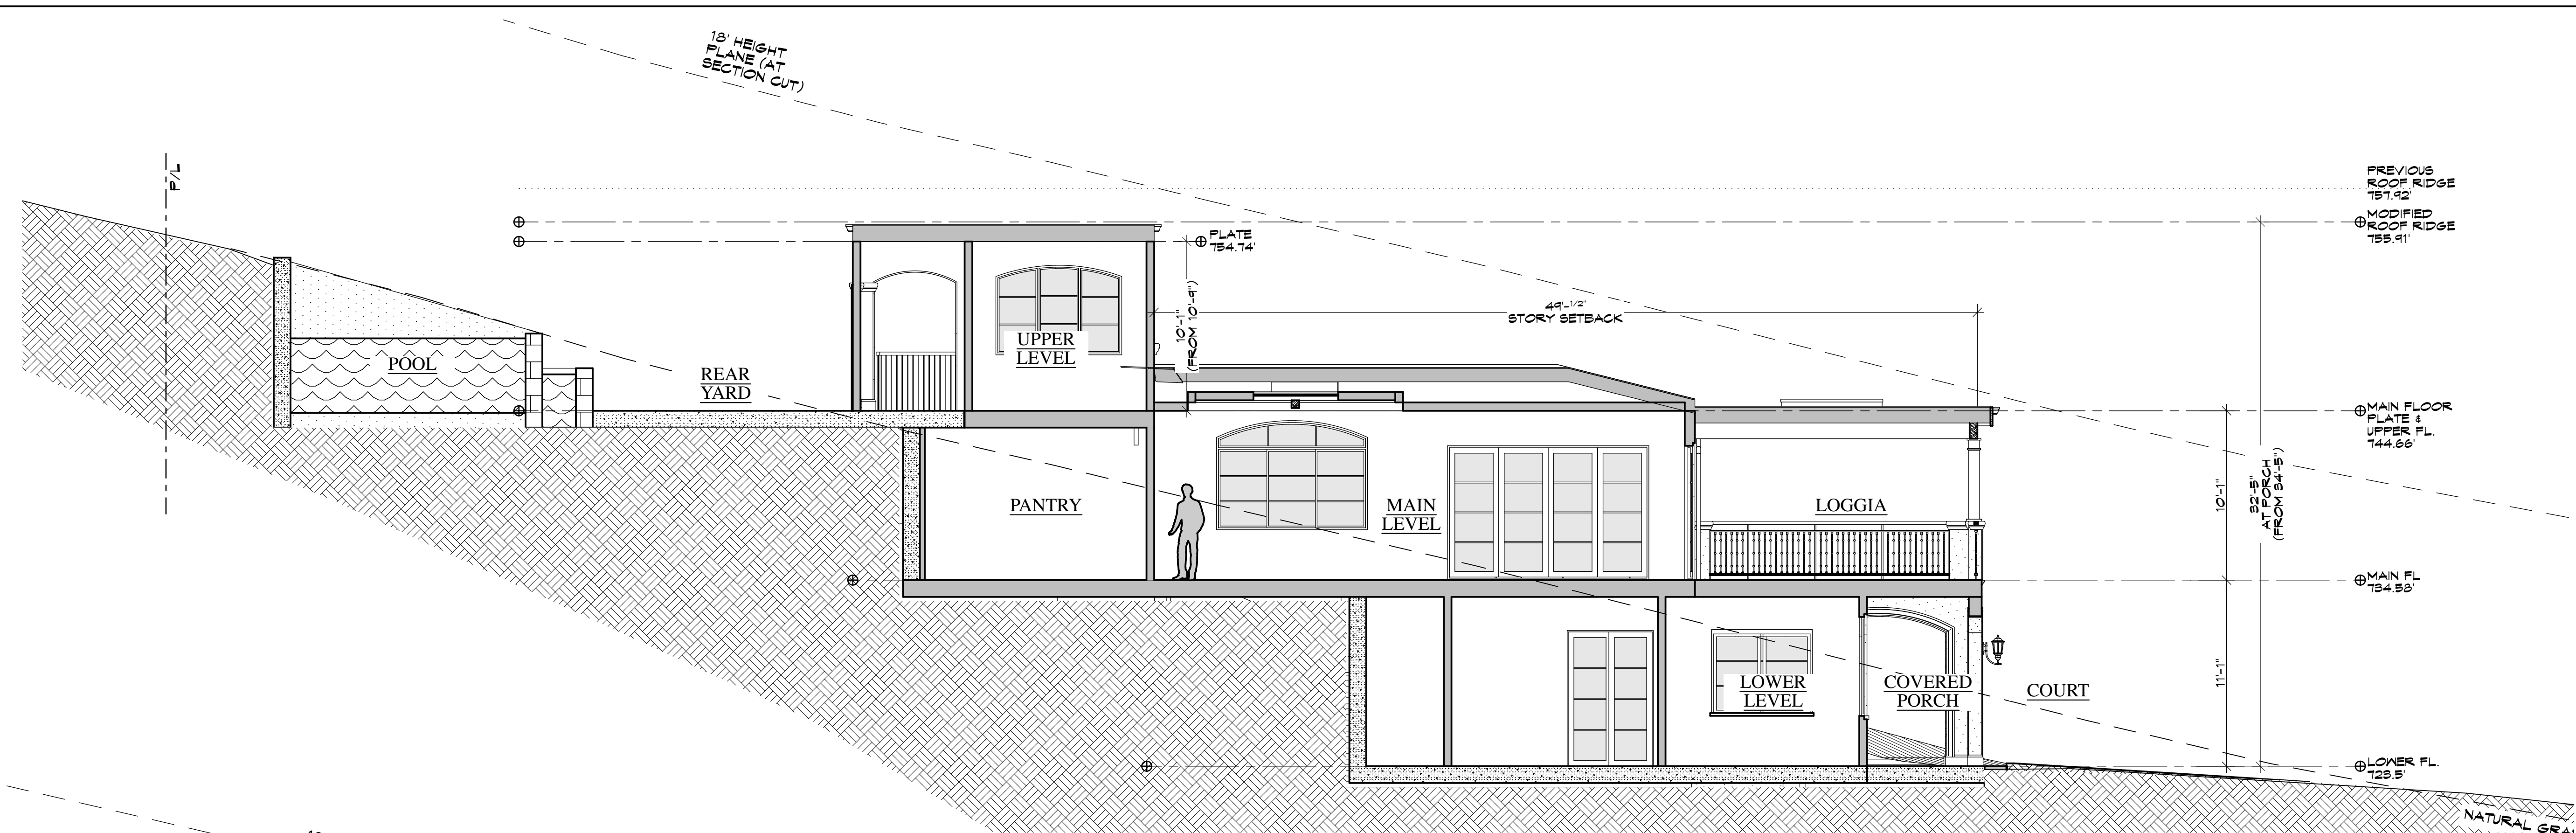 18' HEIGHT
PLANE (AT
SECTION CUT)
P/L
PREVIOUS
ROOF RIDGE
757.92'
MODIFIED
ROOF RIDGE
755.91'
PLATE
754.74'
10'-1"
(FROM 10'-9")
49'-1/2"
STORY SETBACK
UPPER
LEVEL
POOL
REAR
YARD
MAIN FLOOR
PLATE &
UPPER FL.
744.66'
PANTRY
MAIN
LEVEL
LOGGIA
10'-1"
32'-5"
AT PORCH
(FROM 34'-5")
MAIN FL
734.58'
LOWER
LEVEL
COVERED
PORCH
COURT
11'-1"
LOWER FL.
723.5'
NATURAL GRA